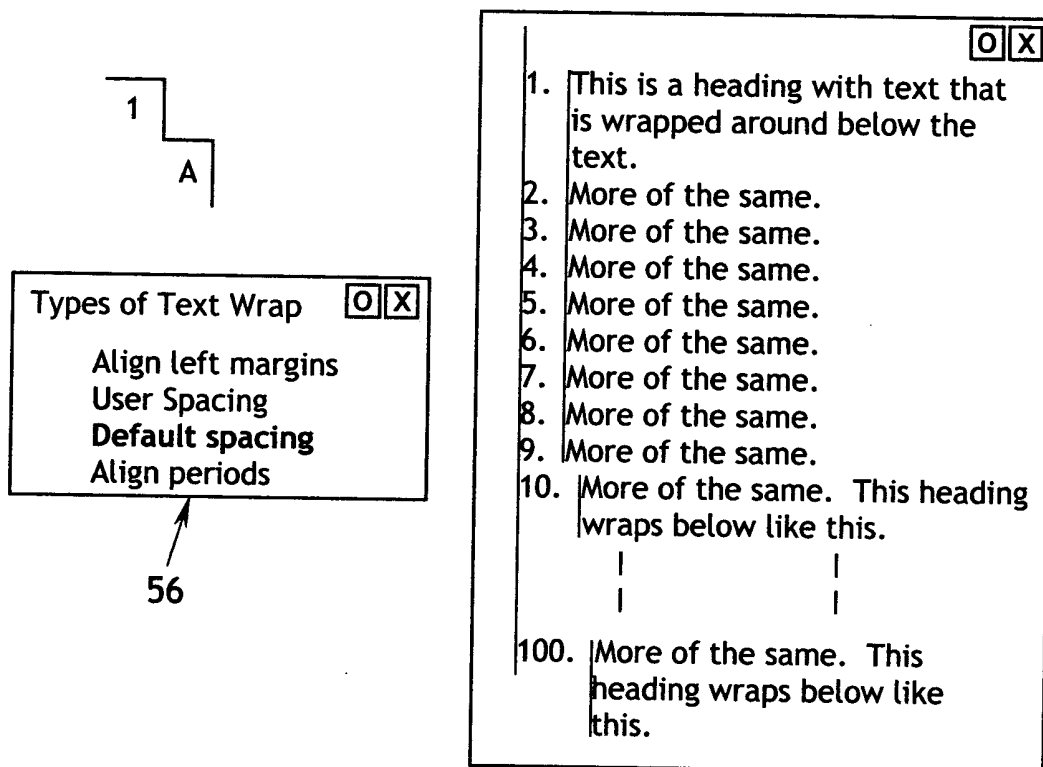 1
A
Types of Text Wrap O X
Align left margins
User Spacing
Default spacing
Align periods
56
O X
1. This is a heading with text that
is wrapped around below the
text.
2. More of the same.
3. More of the same.
4. More of the same.
5. More of the same.
6. More of the same.
7. More of the same.
8. More of the same.
9. More of the same.
10. More of the same. This heading
wraps below like this.
100. More of the same. This
heading wraps below like
this.